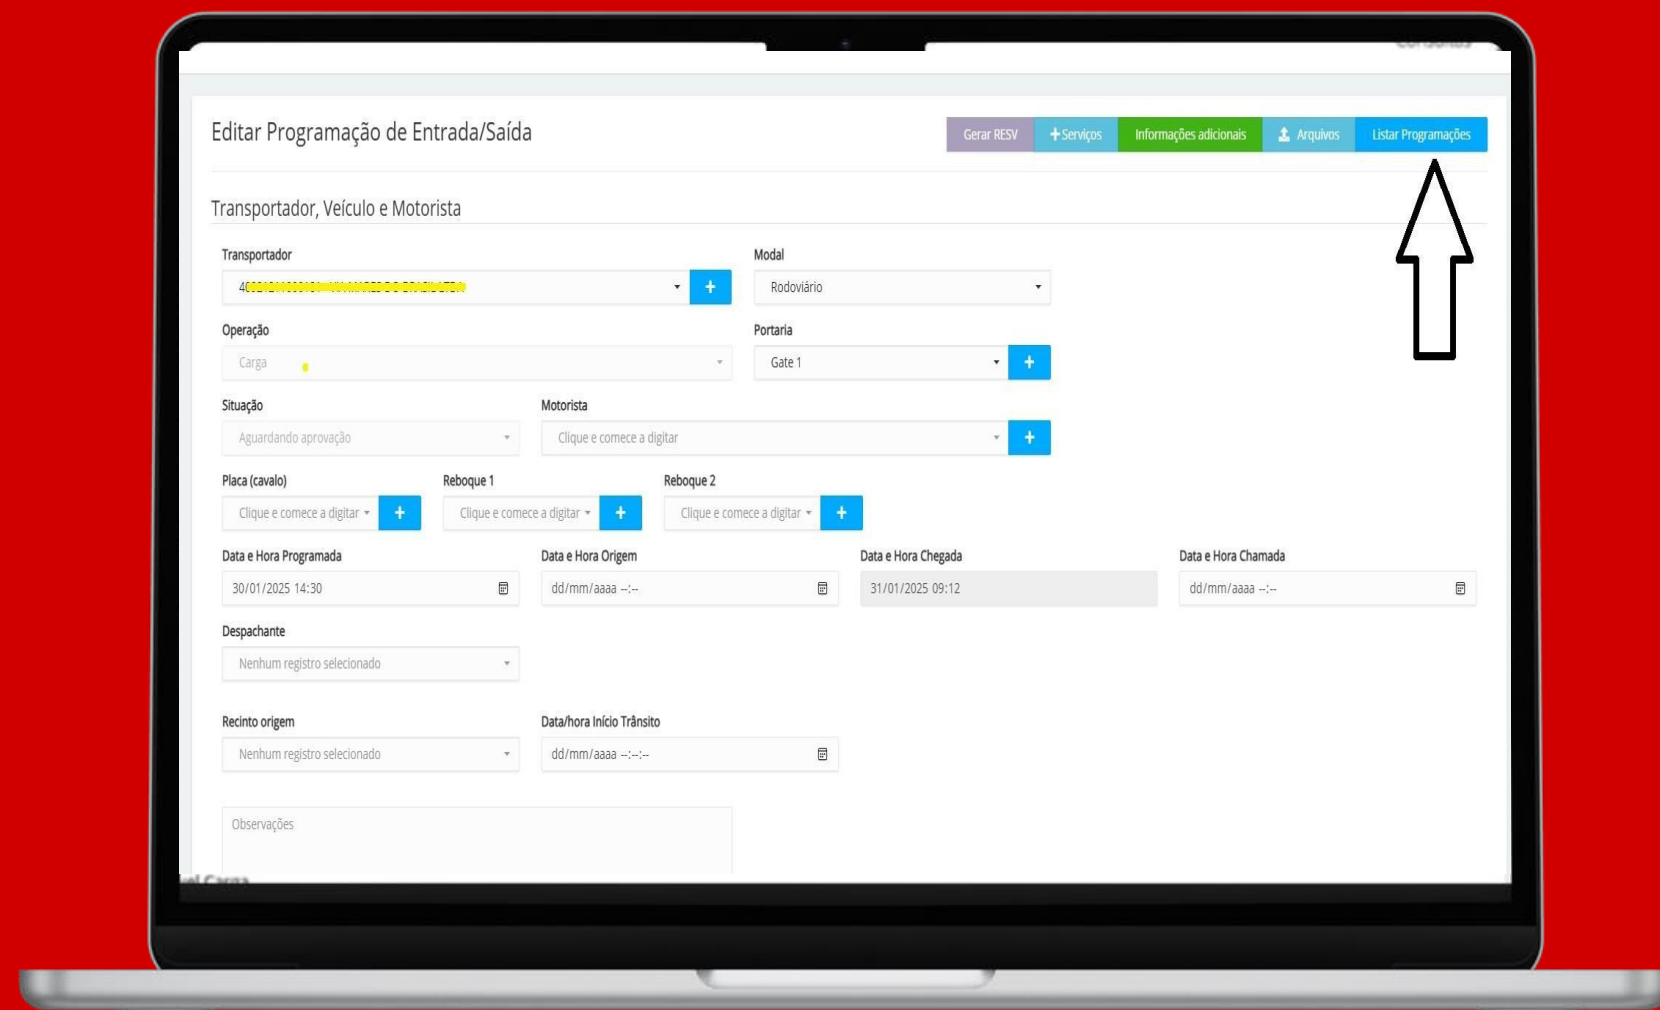 Consultas
Editar Programação de Entrada/Saída
Gerar RESV + Serviços Informações adicionais Arquivos Listar Programações
Transportador, Veículo e Motorista
Transportador Modal
+ Rodoviário
Operação Portaria
Carga Gate 1 +
Situação Motorista
Aguardando aprovação Clique e comece a digitar +
Placa (cavalo) Reboque 1 Reboque 2
Clique e comece a digitar + Clique e comece a digitar + Clique e comece a digitar +
Data e Hora Programada Data e Hora Origem Data e Hora Chegada Data e Hora Chamada
30/01/2025 14:30 dd/mm/aaaa --:-- 31/01/2025 09:12 dd/mm/aaaa --:--
Despachante
Nenhum registro selecionado
Recinto origem Data/hora Início Trânsito
Nenhum registro selecionado dd/mm/aaaa --:--:--
Observações
Carga